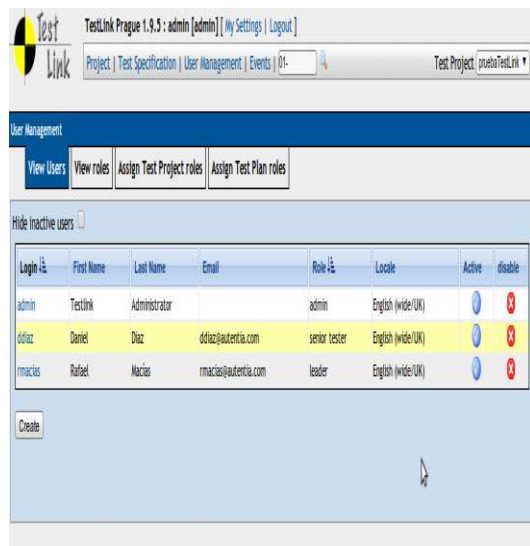 Test
Link
TestLink Prague 1.9.5 : admin [admin] [ My Settings | Logout ]
Project | Test Specification | User Management | Events | 01-
Test Project pruebaTestLink
User Management
View Users View roles Assign Test Project roles Assign Test Plan roles
Hide inactive users
Login First Name Last Name Email Role Locale Active disable
admin Testlink Administrator admin English (wide/UK)
ddiaz Daniel Diaz ddiaz@autentia.com senior tester English (wide/UK)
rmacias Rafael Macias rmacias@autentia.com leader English (wide/UK)
Create